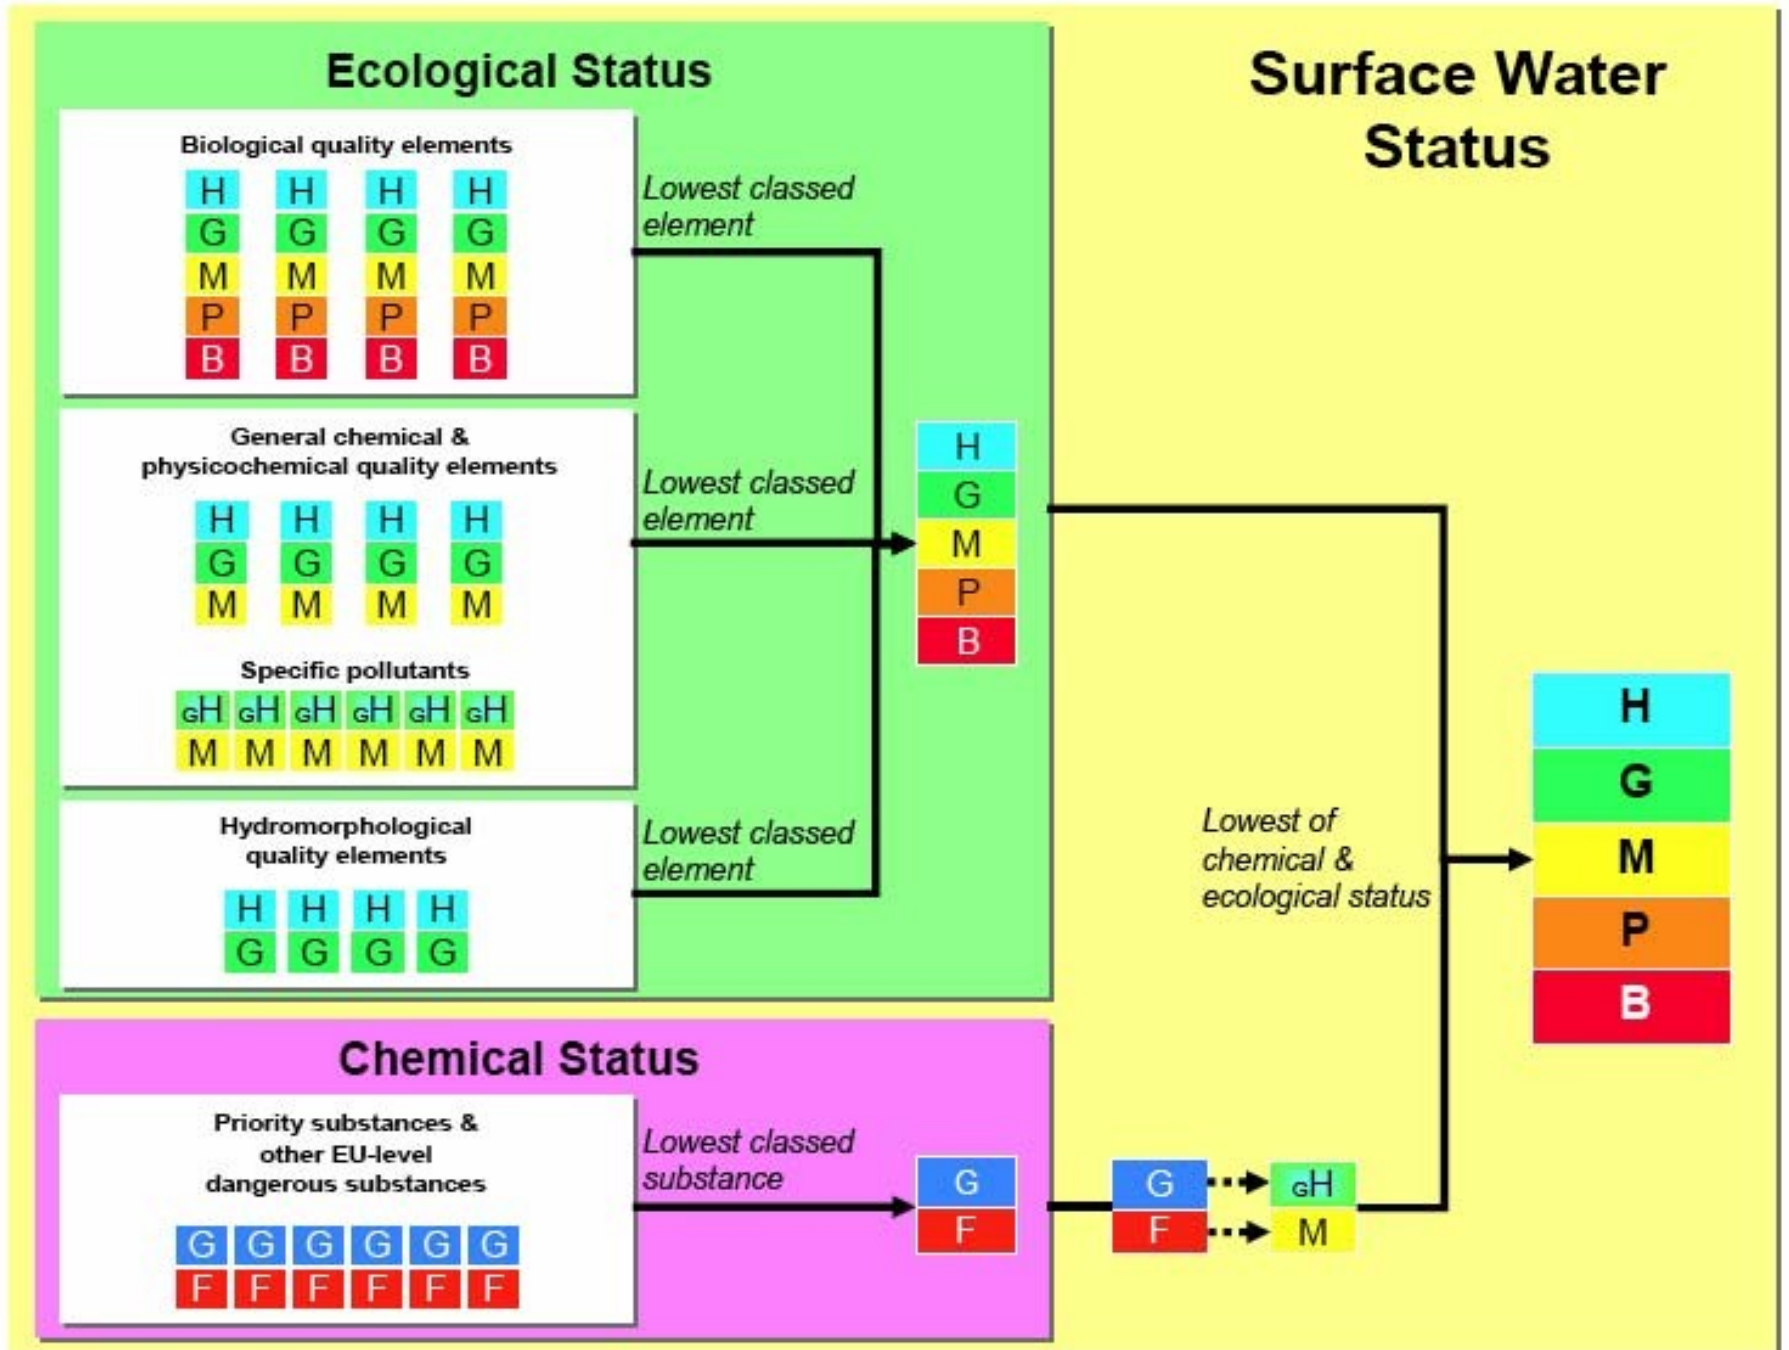 Ecological Status
Surface Water
Status
Biological quality elements
H H H H
G G G G
M M M M
P P P P
B B B B
Lowest classed
element
General chemical &
physicochemical quality elements
H H H H
G G G G
M M M M
Specific pollutants
GH GH GH GH GH GH
M M M M M M
Lowest classed
element
Hydromorphological
quality elements
H H H H
G G G G
Lowest classed
element
H
G
M
P
B
Chemical Status
Priority substances &
other EU-level
dangerous substances
G G G G G G
F F F F F F
Lowest classed
substance
G
F
G GH
F M
Lowest of
chemical &
ecological status
H
G
M
P
B